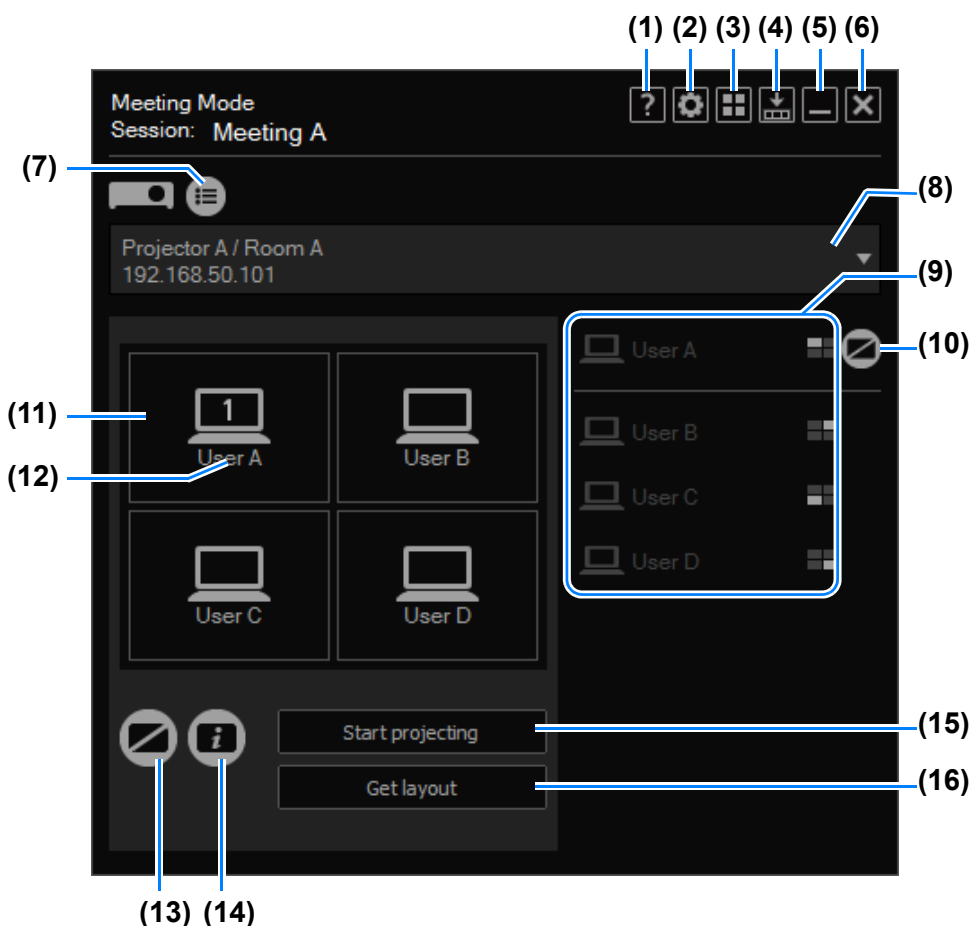 (1) (2) (3) (4) (5) (6)
Meeting Mode
Session: Meeting A
?
(7)
(8)
Projector A / Room A
192.168.50.101
(9)
User A
(10)
User B
User C
User D
(11)
1
User A
User B
(12)
User C
User D
i
Start projecting
(15)
Get layout
(16)
(13) (14)